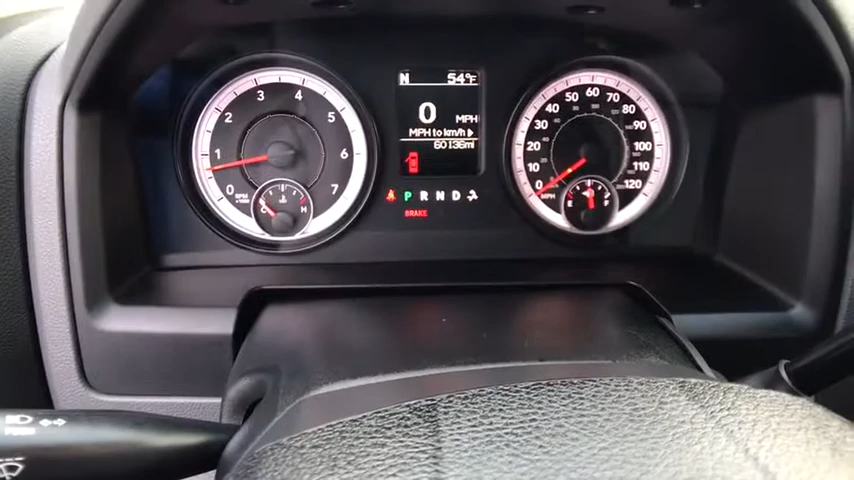 N 54°F
0 MPH
MPH to km/h
60136mi
0 1 2 3 4 5 6 7
RPM
x1000
C H
P R N D
BRAKE
0 10 20 30 40 50 60 70 80 90 100 110 120
MPH
E F